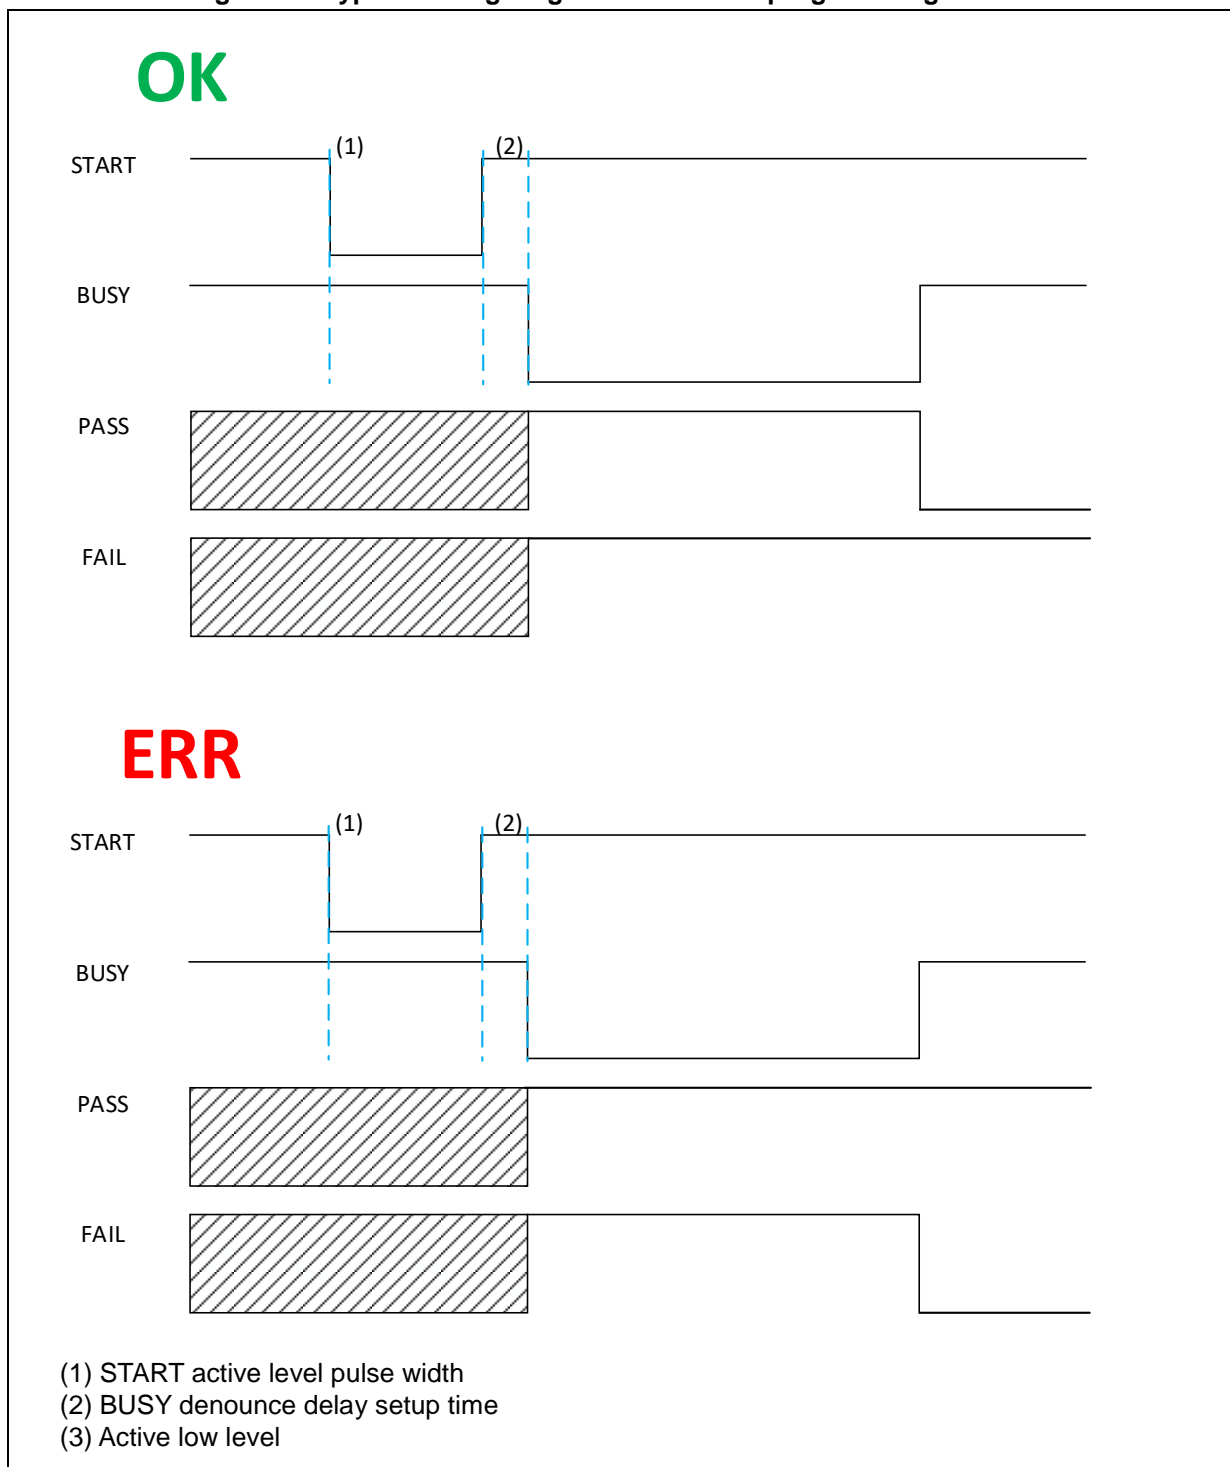 OK
(1)
(2)
START
BUSY
PASS
FAIL
ERR
(1)
(2)
START
BUSY
PASS
FAIL
(1) START active level pulse width
(2) BUSY denounce delay setup time
(3) Active low level